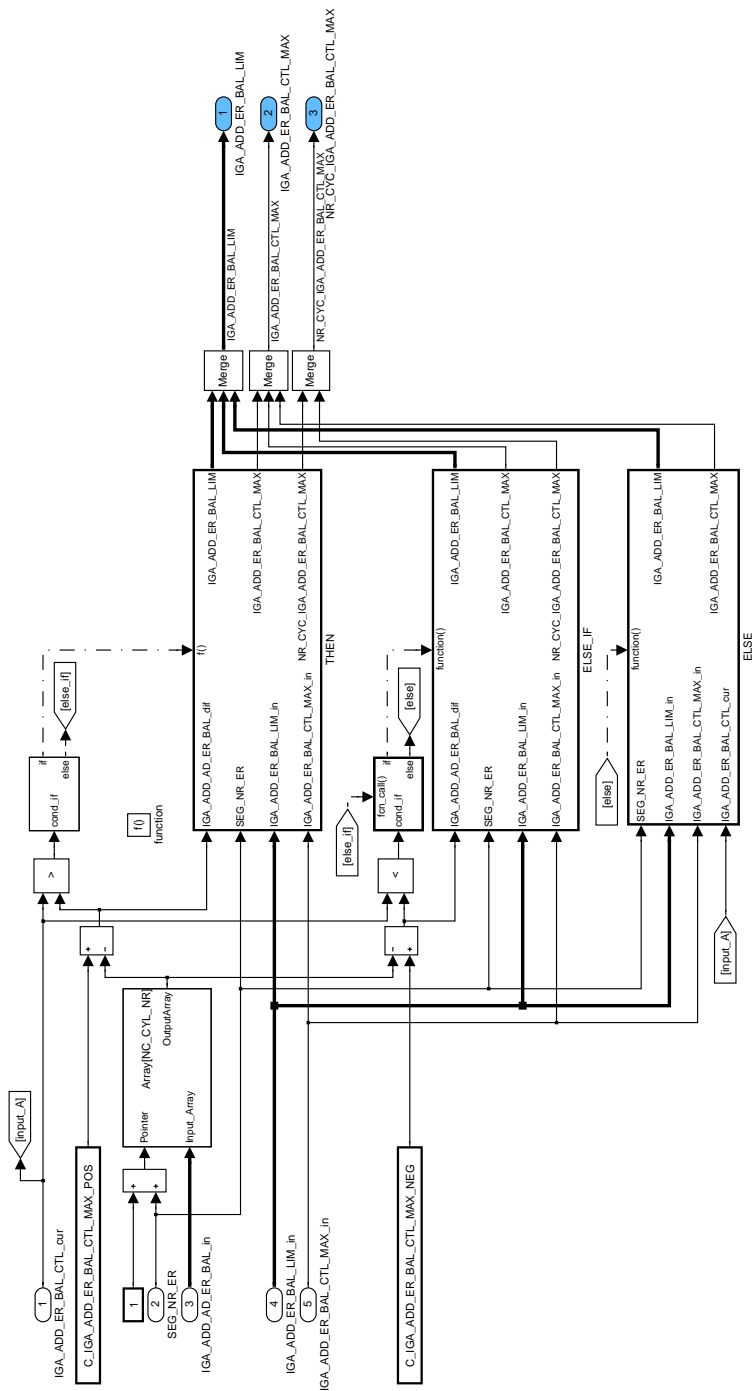 1
IGA_ADD_ER_BAL_CTL_cur
[input_A]
C_IGA_ADD_ER_BAL_CTL_MAX_POS
1
2
SEG_NR_ER
3
IGA_ADD_AD_ER_BAL_in
+
+
Pointer
Input_Array
Array[NC_CYL_NR]
OutputArray
4
IGA_ADD_ER_BAL_LIM_in
5
IGA_ADD_ER_BAL_CTL_MAX_in
C_IGA_ADD_ER_BAL_CTL_MAX_NEG
+
−
>
cond_if
if
else
[else_if]
f()
function
−
+
<
[else_if]
fcn_call()
cond_if
if
else
[else]
f()
IGA_ADD_AD_ER_BAL_dif
SEG_NR_ER
IGA_ADD_ER_BAL_LIM_in
IGA_ADD_ER_BAL_CTL_MAX_in
IGA_ADD_ER_BAL_LIM
IGA_ADD_ER_BAL_CTL_MAX
NR_CYC_IGA_ADD_ER_BAL_CTL_MAX
THEN
function()
IGA_ADD_AD_ER_BAL_dif
SEG_NR_ER
IGA_ADD_ER_BAL_LIM_in
IGA_ADD_ER_BAL_CTL_MAX_in
IGA_ADD_ER_BAL_LIM
IGA_ADD_ER_BAL_CTL_MAX
NR_CYC_IGA_ADD_ER_BAL_CTL_MAX
ELSE_IF
[else]
[input_A]
function()
SEG_NR_ER
IGA_ADD_ER_BAL_LIM_in
IGA_ADD_ER_BAL_CTL_MAX_in
IGA_ADD_ER_BAL_CTL_cur
IGA_ADD_ER_BAL_LIM
IGA_ADD_ER_BAL_CTL_MAX
ELSE
Merge
Merge
Merge
IGA_ADD_ER_BAL_LIM
IGA_ADD_ER_BAL_CTL_MAX
NR_CYC_IGA_ADD_ER_BAL_CTL_MAX
1
IGA_ADD_ER_BAL_LIM
2
IGA_ADD_ER_BAL_CTL_MAX
3
NR_CYC_IGA_ADD_ER_BAL_CTL_MAX